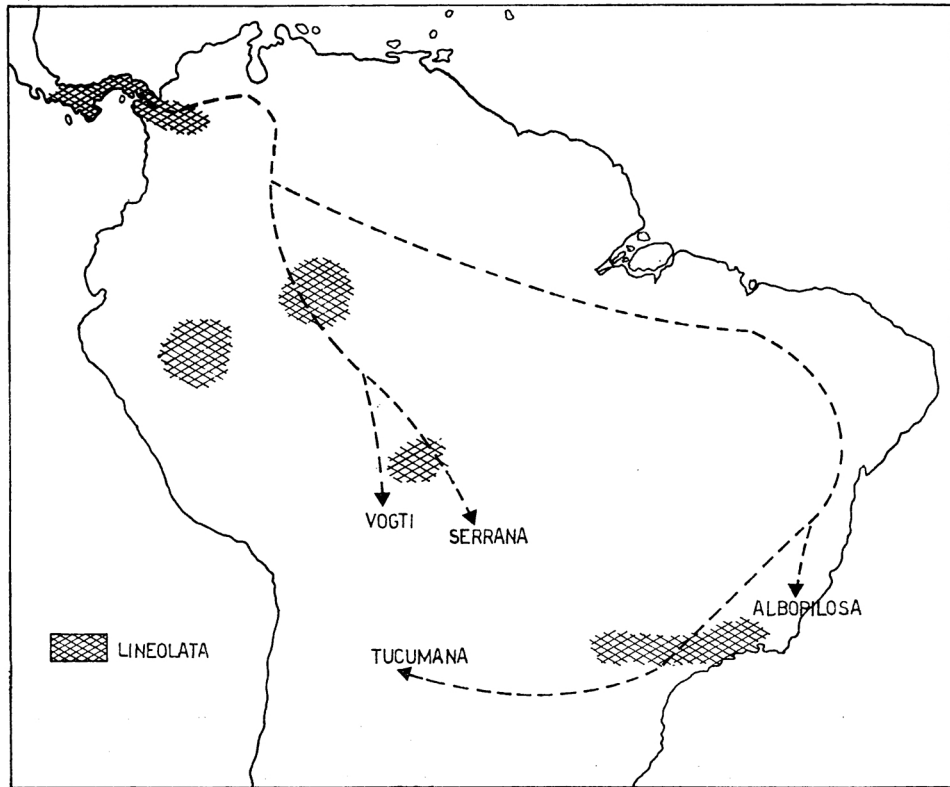 VOGTI
SERRANA
ALBOPILOSA
LINEOLATA
TUCUMANA